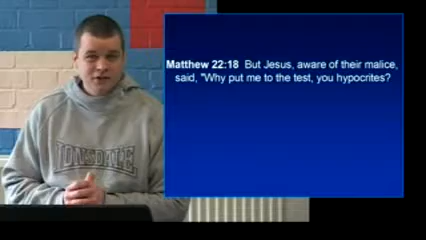 Matthew 22:18  But Jesus, aware of their malice,
said, "Why put me to the test, you hypocrites?
LONSDALE